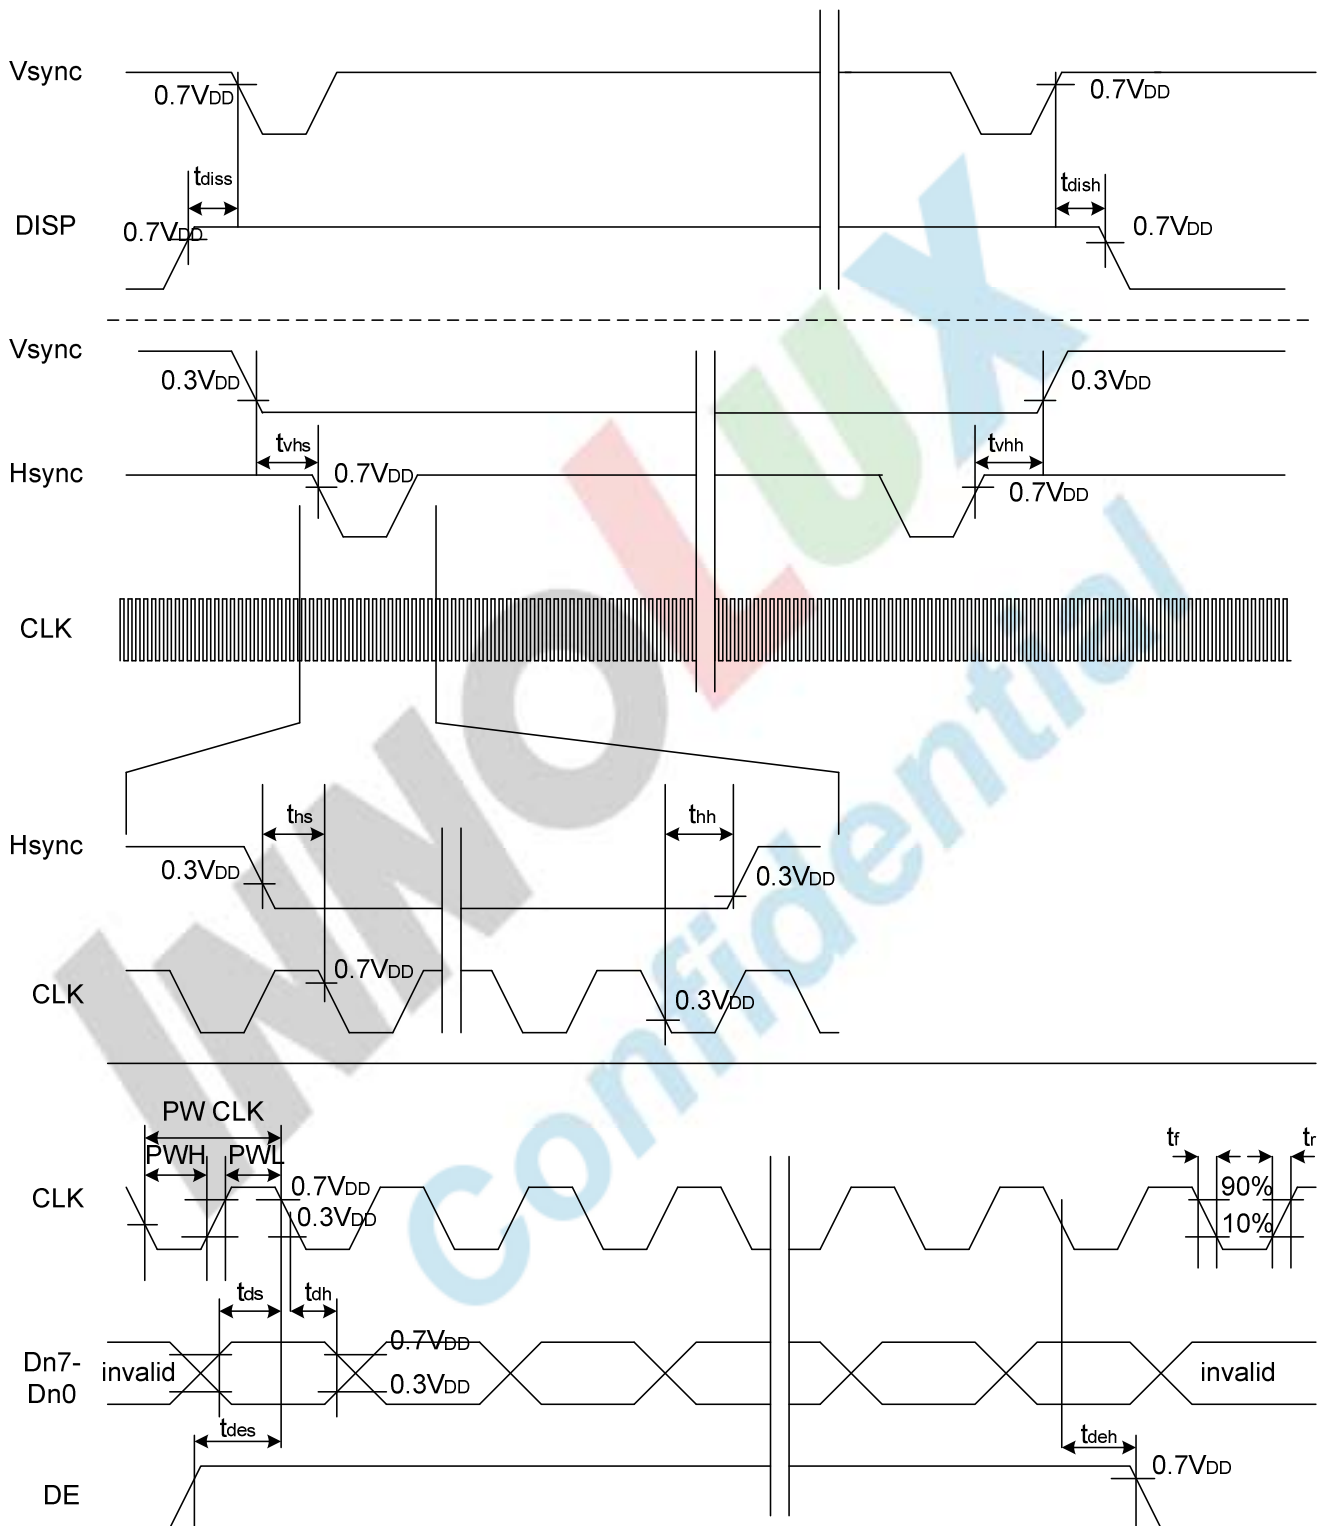 Vsync
0.7VDD
0.7VDD
tdiss
tdish
DISP
0.7VDD
0.7VDD
Vsync
0.3VDD
0.3VDD
tvhs
tvhh
Hsync
0.7VDD
0.7VDD
CLK
ths
thh
Hsync
0.3VDD
0.3VDD
CLK
0.7VDD
0.3VDD
PW CLK
PWH
PWL
tf
tr
CLK
0.7VDD
90%
0.3VDD
10%
tds
tdh
0.7VDD
Dn7-
Dn0
invalid
invalid
0.3VDD
tdes
tdeh
0.7VDD
DE
INNOLUX
Confidential